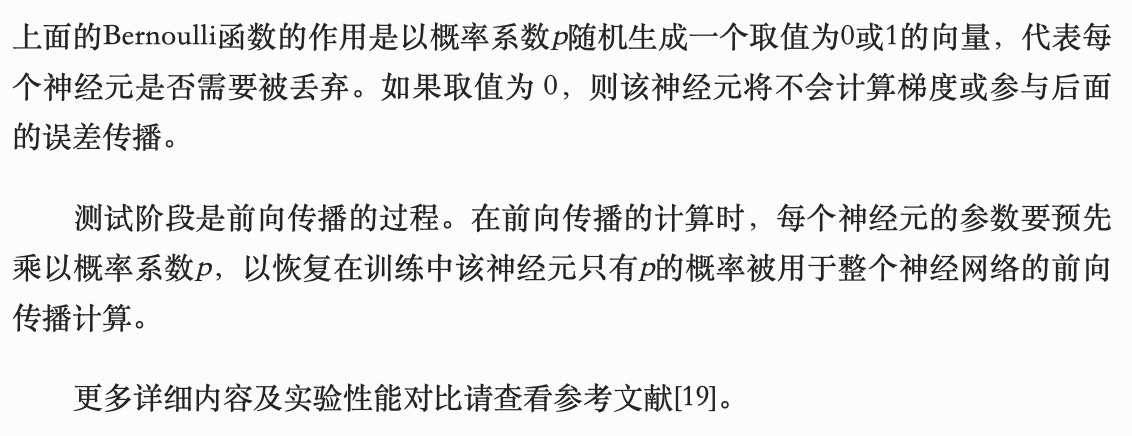 上面的Bernoulli函数的作用是以概率系数p随机生成一个取值为0或1的向量，代表每
个神经元是否需要被丢弃。如果取值为 0，则该神经元将不会计算梯度或参与后面
的误差传播。
测试阶段是前向传播的过程。在前向传播的计算时，每个神经元的参数要预先
乘以概率系数p，以恢复在训练中该神经元只有p的概率被用于整个神经网络的前向
传播计算。
更多详细内容及实验性能对比请查看参考文献[19]。